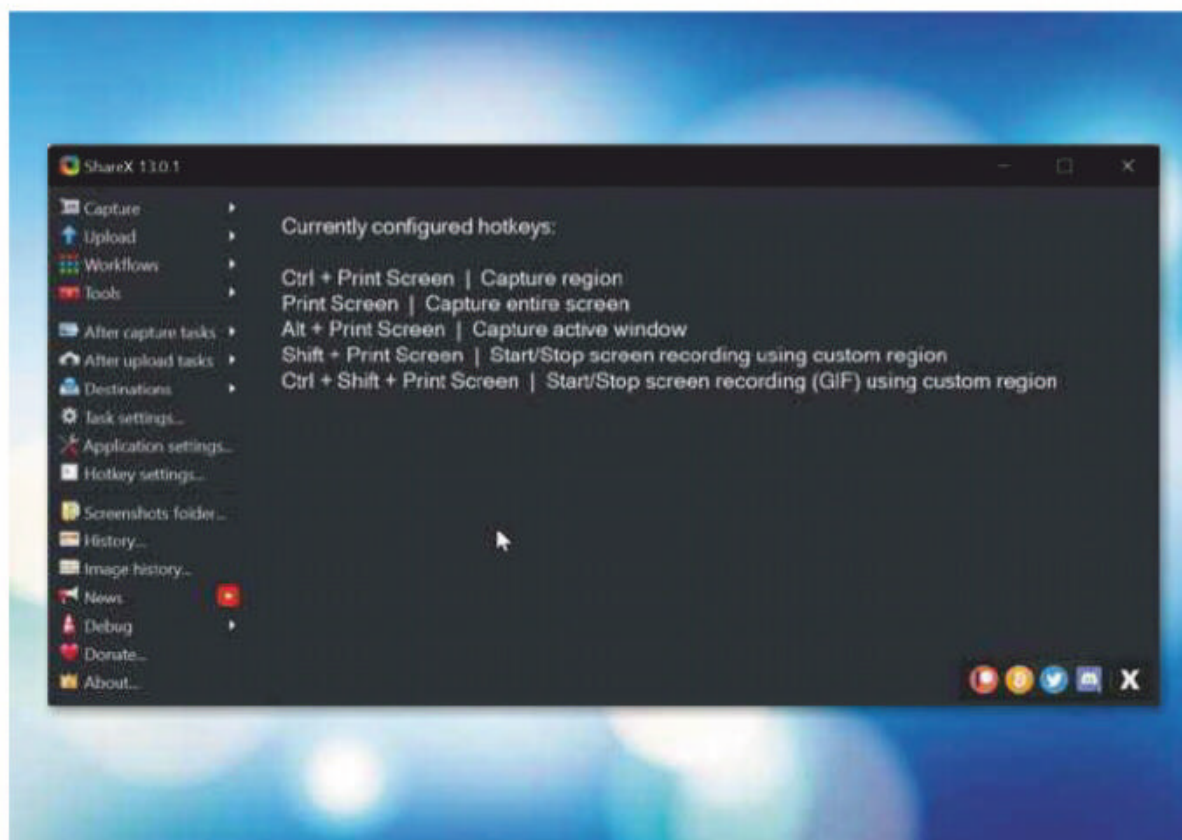 ShareX 13.0.1
Capture
Upload
Workflows
Tools
After capture tasks
After upload tasks
Destinations
Task settings...
Application settings...
Hotkey settings...
Screenshots folder...
History...
Image history...
News
Debug
Donate...
About...
Currently configured hotkeys:
Ctrl + Print Screen | Capture region
Print Screen | Capture entire screen
Alt + Print Screen | Capture active window
Shift + Print Screen | Start/Stop screen recording using custom region
Ctrl + Shift + Print Screen | Start/Stop screen recording (GIF) using custom region
X